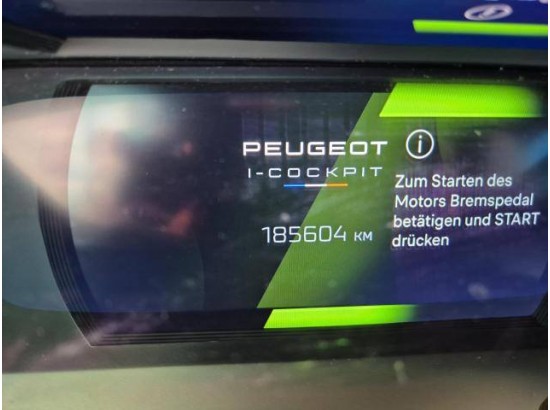 PEUGEOT
i-COCKPIT
185604 KM
Zum Starten des
Motors Bremspedal
betätigen und START
drücken